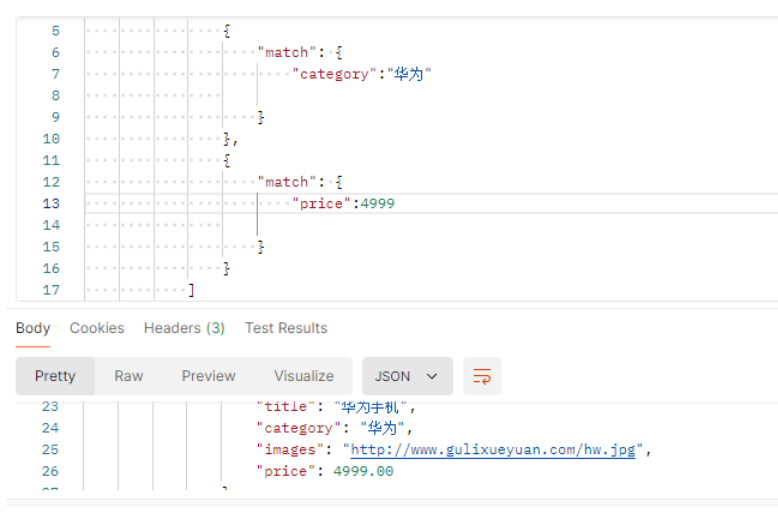 5 {
6 "match": {
7 "category":"华为"
8
9 }
10 },
11 {
12 "match": {
13 "price":4999
14
15 }
16 }
17 ]
Body Cookies Headers (3) Test Results
Pretty Raw Preview Visualize JSON
23 "title": "华为手机",
24 "category": "华为",
25 "images": "http://www.gulixueyuan.com/hw.jpg",
26 "price": 4999.00